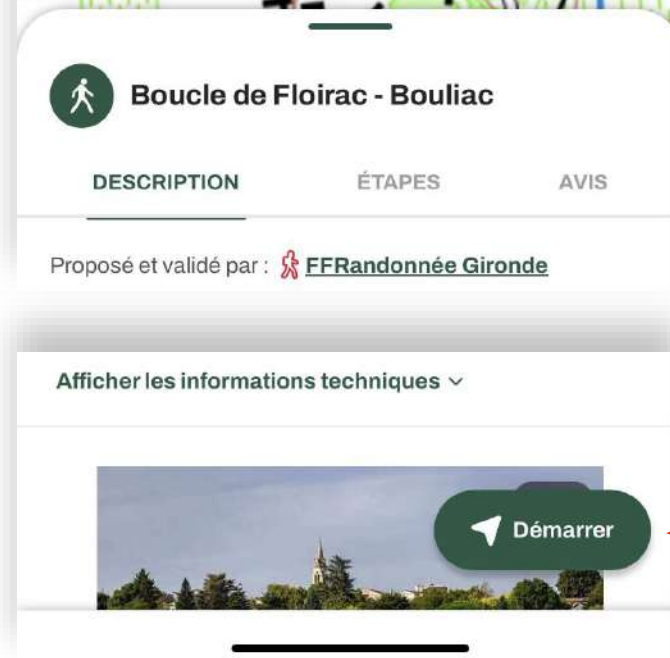 Boucle de Floirac - Bouliac
DESCRIPTION ÉTAPES AVIS
Proposé et validé par : FFRandonnée Gironde
Afficher les informations techniques
Démarrer